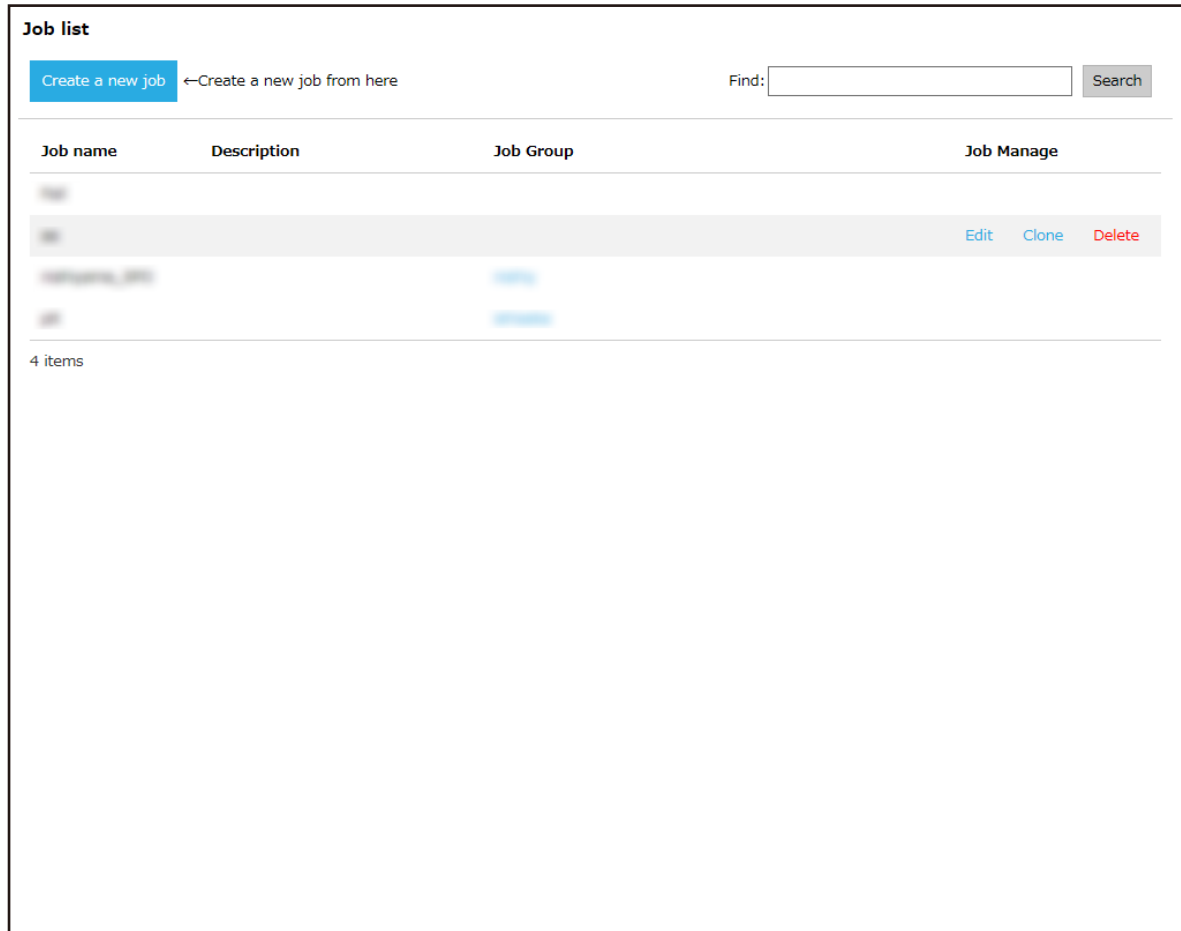 Job list
Create a new job ←Create a new job from here Find: Search
Job name Description Job Group Job Manage
Edit Clone Delete
4 items